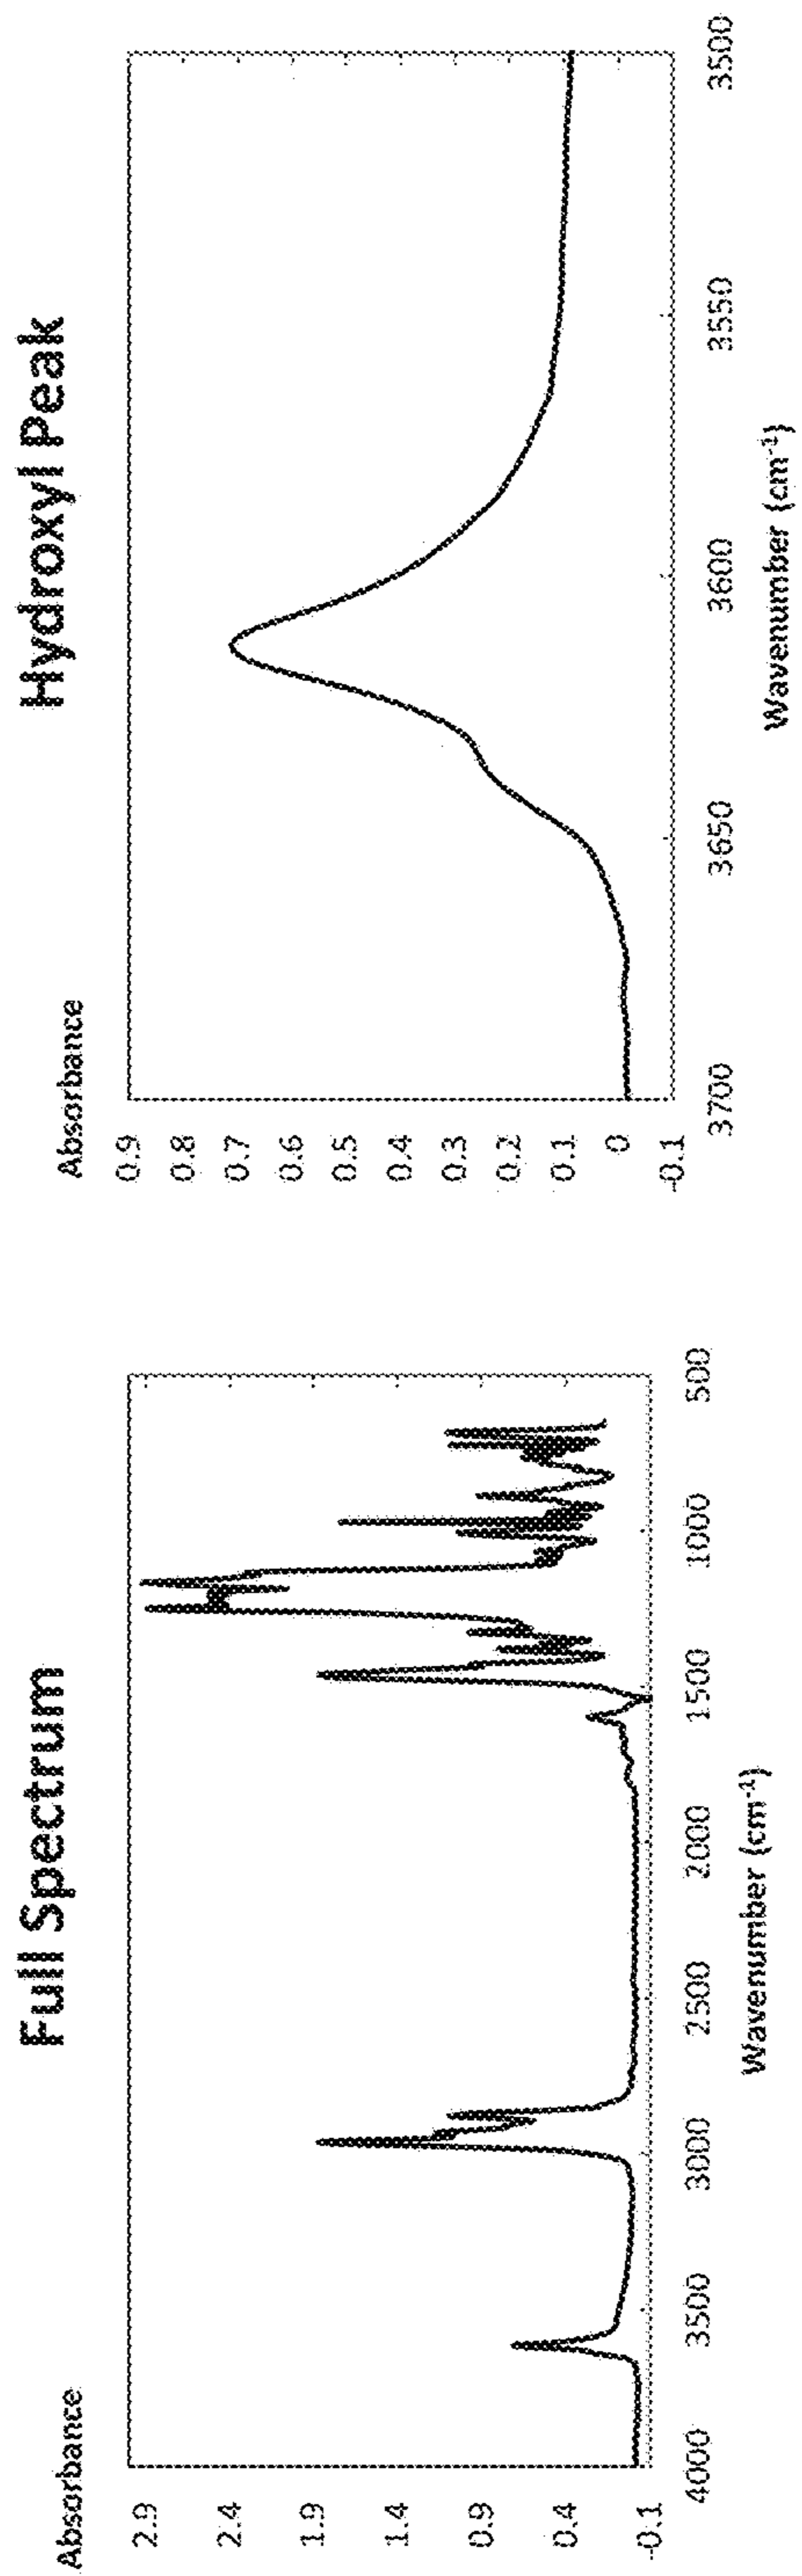 Full Spectrum
Absorbance
2.9
2.4
1.9
1.4
0.9
0.4
-0.1
4000 3500 3000 2500 2000 1500 1000 500
Wavenumber (cm-1)
Hydroxyl Peak
Absorbance
0.9
0.8
0.7
0.6
0.5
0.4
0.3
0.2
0.1
0
-0.1
3700 3650 3600 3550 3500
Wavenumber (cm-1)